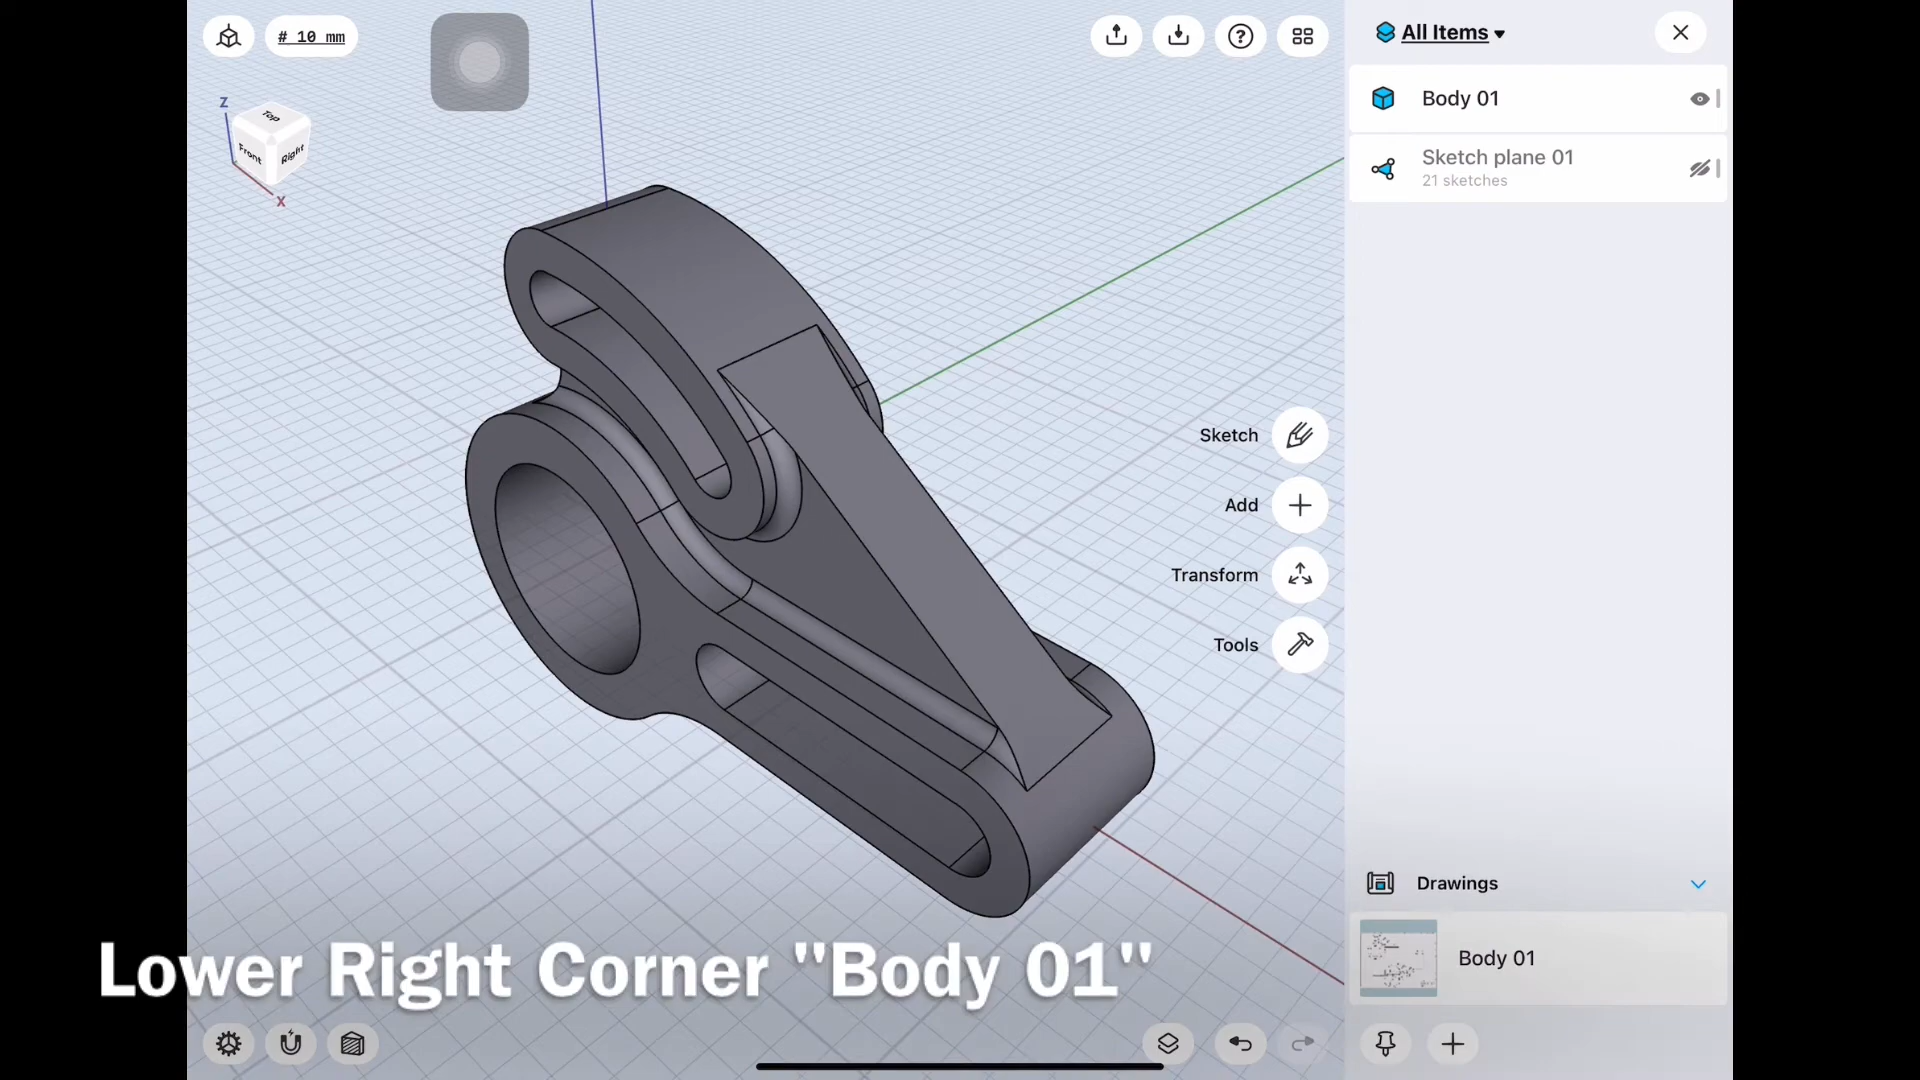 # 10 mm
All Items
Z
Top
Front
Right
X
Body 01
Sketch plane 01
21 sketches
Sketch
Add
Transform
Tools
Drawings
Body 01
Lower Right Corner "Body 01"